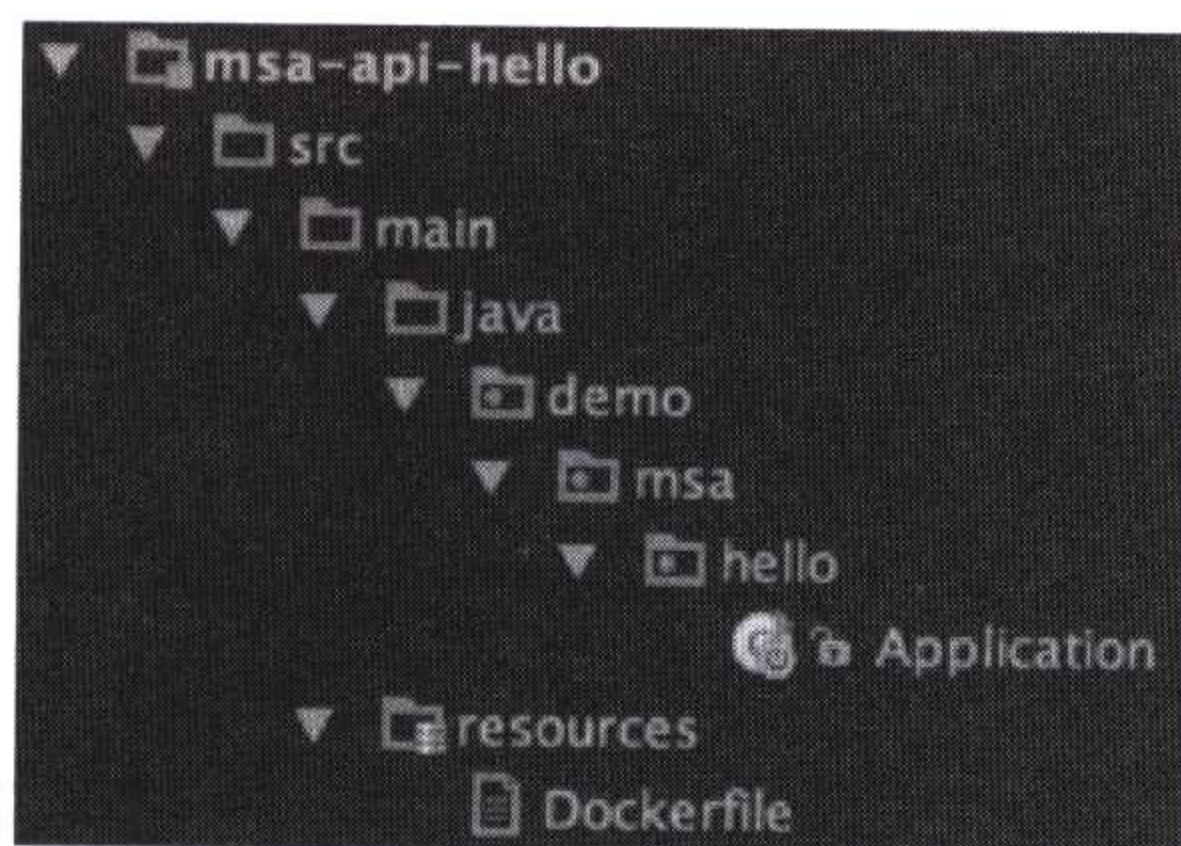 msa-api-hello
src
main
java
demo
msa
hello
Application
resources
Dockerfile